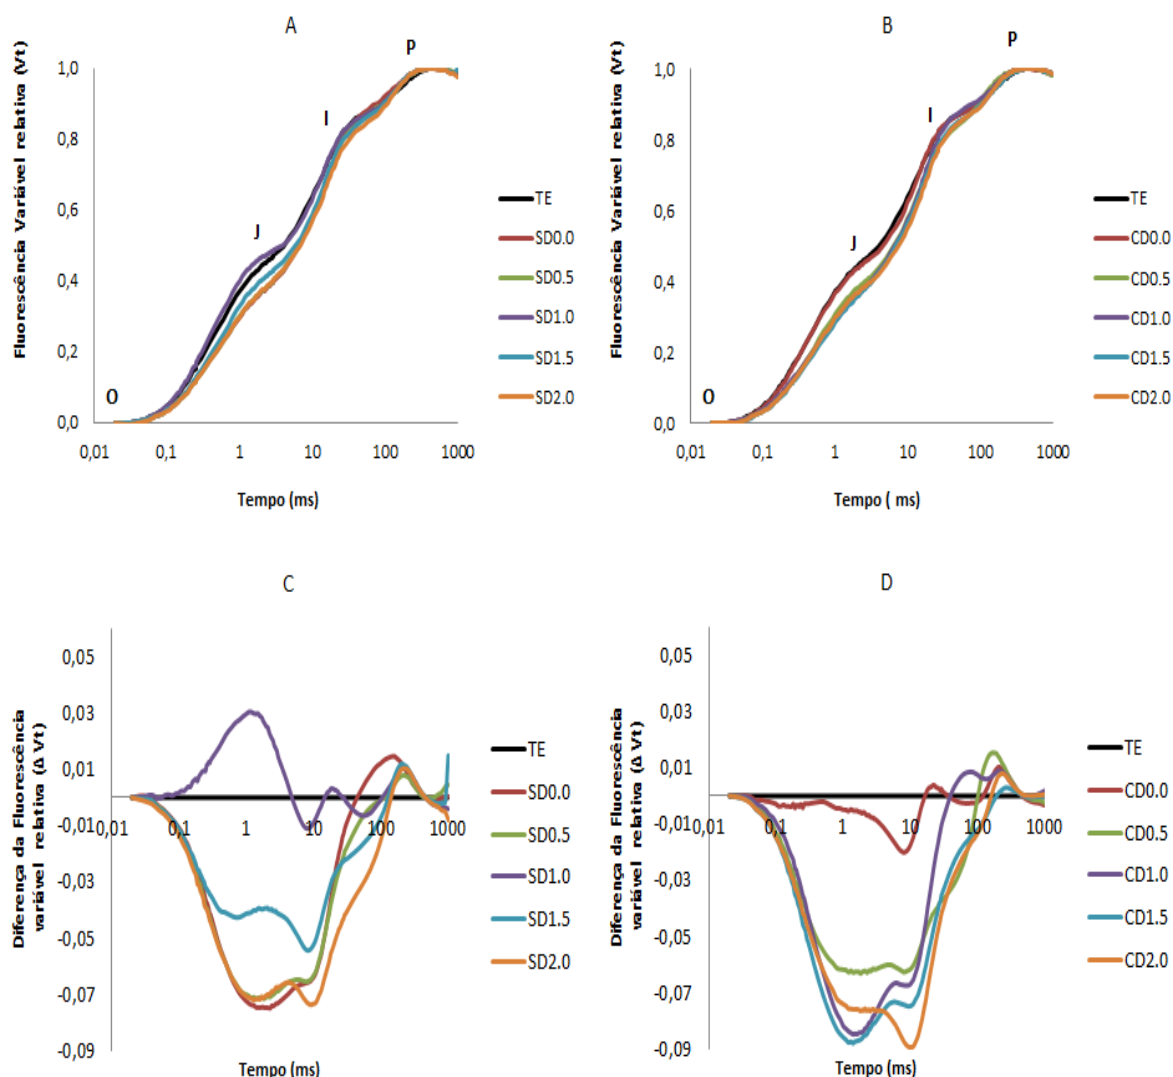 A
Fluorescência Variável relativa (Vt)
1,0
0,8
0,6
0,4
0,2
0,0
O
J
I
P
0,01 0,1 1 10 100 1000
Tempo (ms)
TE
SD0.0
SD0.5
SD1.0
SD1.5
SD2.0
B
Fluorescência Variável relativa (Vt)
1,0
0,8
0,6
0,4
0,2
0,0
O
J
I
P
0,01 0,1 1 10 100 1000
Tempo ( ms)
TE
CD0.0
CD0.5
CD1.0
CD1.5
CD2.0
C
Diferença da Fluorescência
variável relativa (Δ Vt)
0,05
0,03
0,01
-0,01
-0,03
-0,05
-0,07
-0,09
0,01 0,1 1 10 100 1000
Tempo (ms)
TE
SD0.0
SD0.5
SD1.0
SD1.5
SD2.0
D
Diferença da Fluorescência
variável relativa (Δ Vt)
0,05
0,03
0,01
-0,01
-0,03
-0,05
-0,07
-0,09
0,01 0,1 1 10 100 1000
Tempo (ms)
TE
CD0.0
CD0.5
CD1.0
CD1.5
CD2.0